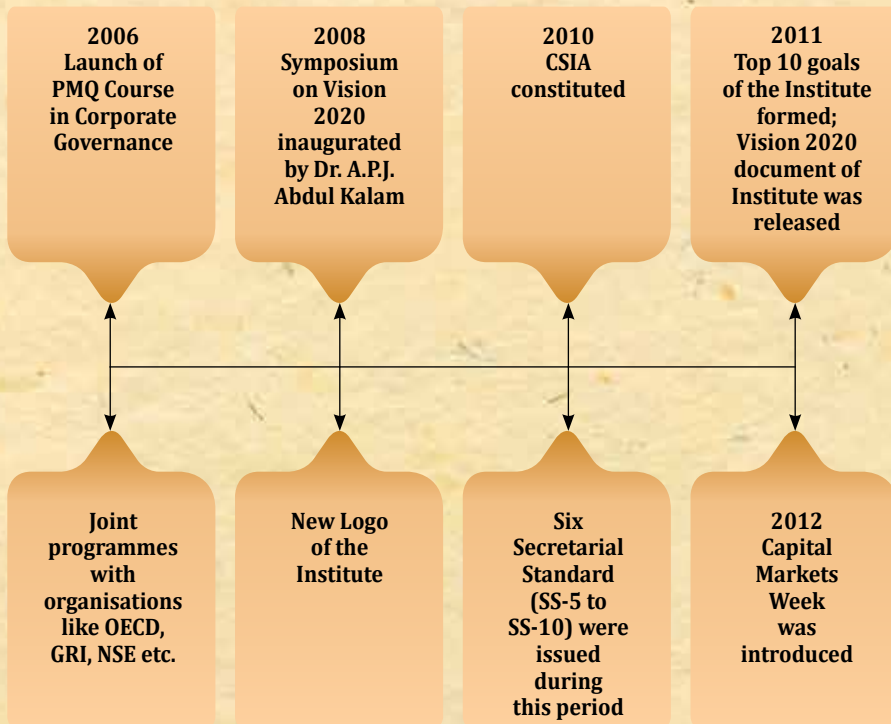 2006
Launch of
PMQ Course
in Corporate
Governance
2008
Symposium
on Vision
2020
inaugurated
by Dr. A.P.J.
Abdul Kalam
2010
CSIA
constituted
2011
Top 10 goals
of the Institute
formed;
Vision 2020
document of
Institute was
released
Joint
programmes
with
organisations
like OECD,
GRI, NSE etc.
New Logo
of the
Institute
Six
Secretarial
Standard
(SS-5 to
SS-10) were
issued
during
this period
2012
Capital
Markets
Week
was
introduced